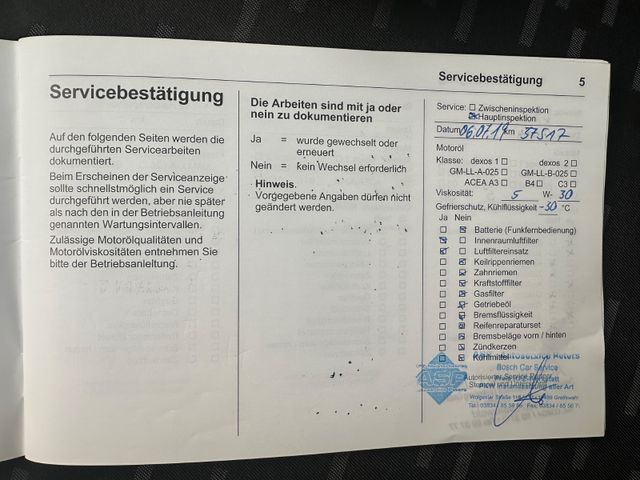 Servicebestätigung
Auf den folgenden Seiten werden die
durchgeführten Servicearbeiten
dokumentiert.
Beim Erscheinen der Serviceanzeige
sollte schnellstmöglich ein Service
durchgeführt werden, aber nie später
als nach den in der Betriebsanleitung
genannten Wartungsintervallen.
Zulässige Motorölqualitäten und
Motorölviskositäten entnehmen Sie
bitte der Betriebsanleitung.
Die Arbeiten sind mit ja oder
nein zu dokumentieren
Ja = wurde gewechselt oder
erneuert
Nein = kein Wechsel erforderlich
Hinweis.
Vorgegebene Angaben dürfen nicht
geändert werden.
Servicebestätigung 5
Service: Zwischeninspektion
Hauptinspektion
Datum 06.01.19 km 37517
Motoröl
Klasse: dexos 1 dexos 2
GM-LL-A-025 GM-LL-B-025
ACEA A3 B4 C3
Viskosität: 5 W- 30
Gefrierschutz, Kühlflüssigkeit -30 °C
Ja Nein
Batterie (Funkfernbedienung)
Innenraumluftfilter
Luftfiltereinsatz
Keilrippenriemen
Zahnriemen
Kraftstofffilter
Gasfilter
Getriebeöl
Bremsflüssigkeit
Reifenreparaturset
Bremsbeläge vorn / hinten
Zündkerzen
Kühlmittel
ASP
Bosch Car Service
Autorisierter Service Partner